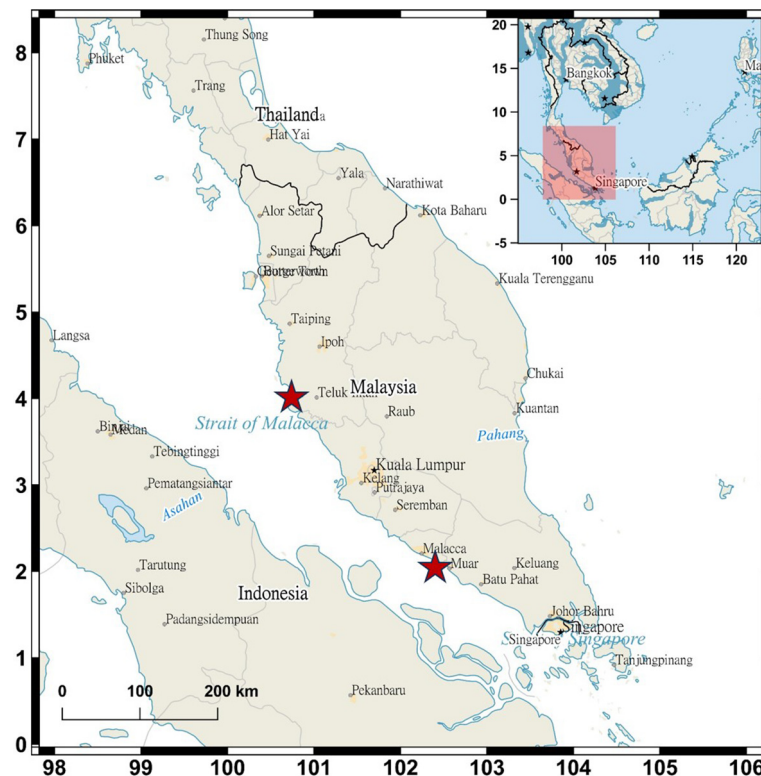 8
7
6
5
4
3
2
1
0
98
99
100
101
102
103
104
105
106
20
15
10
5
0
-5
100
105
110
115
120
Bangkok
Ma
Singapore
Thung Song
Phuket
Trang
Thailand
Hat Yai
Yala
Narathiwat
Alor Setar
Kota Baharu
Sungai Petani
Kuala Terengganu
Taiping
Langsa
Ipoh
Chukai
Malaysia
Teluk
Raub
Kuantan
Strait of Malacca
Pahang
Medan
Tebingtinggi
Kuala Lumpur
Kelang
Putrajaya
Pematangsiantar
Asahan
Seremban
Malacca
Muar
Keluang
Batu Pahat
Tarutung
Sibolga
Indonesia
Padangsidempuan
Johor Bahru
Singapore
Singapore
Singapore
Tanjungpinang
Pekanbaru
0 100 200 km